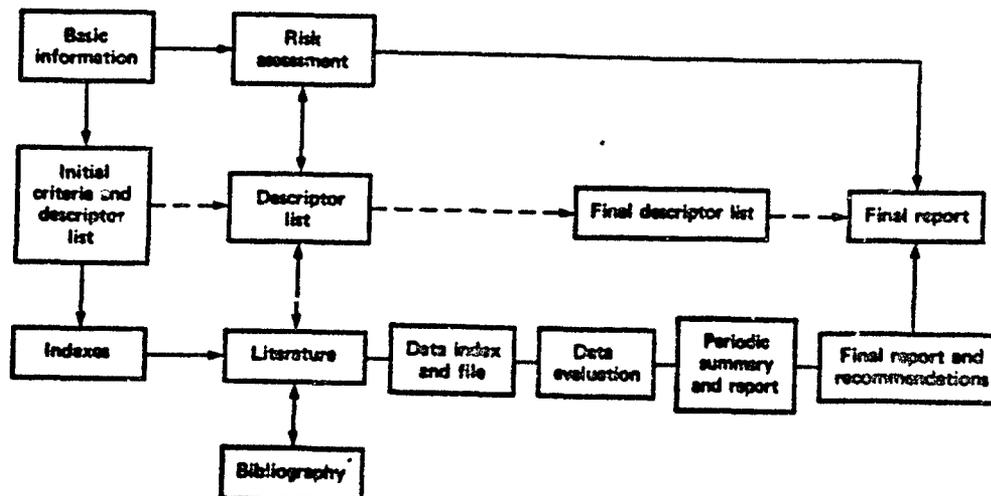 Basic
information
Risk
assessment
Initial
criteria and
descriptor
list
Descriptor
list
Final descriptor list
Final report
Indexes
Literature
Data index
and file
Data
evaluation
Periodic
summary
and report
Final report and
recommendations
Bibliography